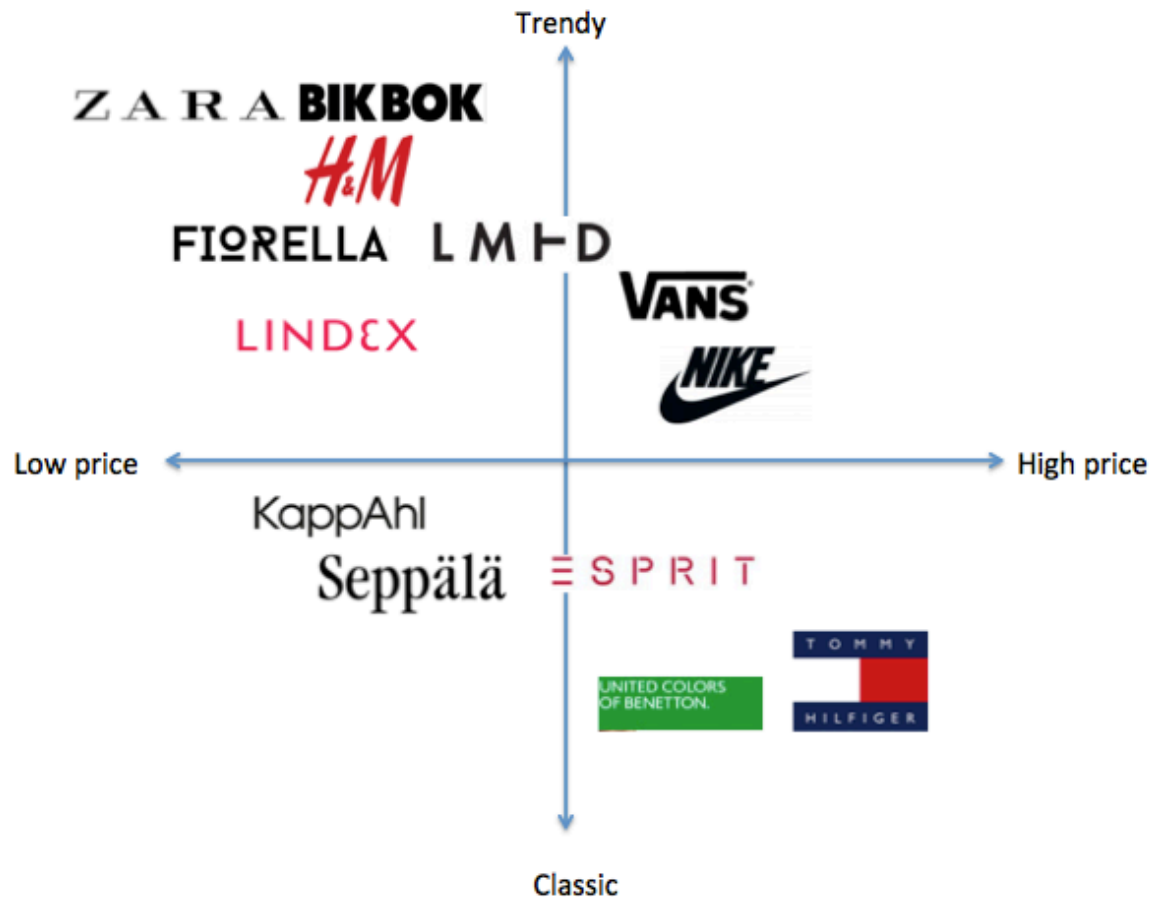 Trendy
ZARA BIKBOK
H&M
FIORELLA LMTD
VANS
LINDEX
NIKE
Low price High price
KappAhl
Seppälä ESPRIT
TOMMY
HILFIGER
UNITED COLORS
OF BENETTON.
Classic